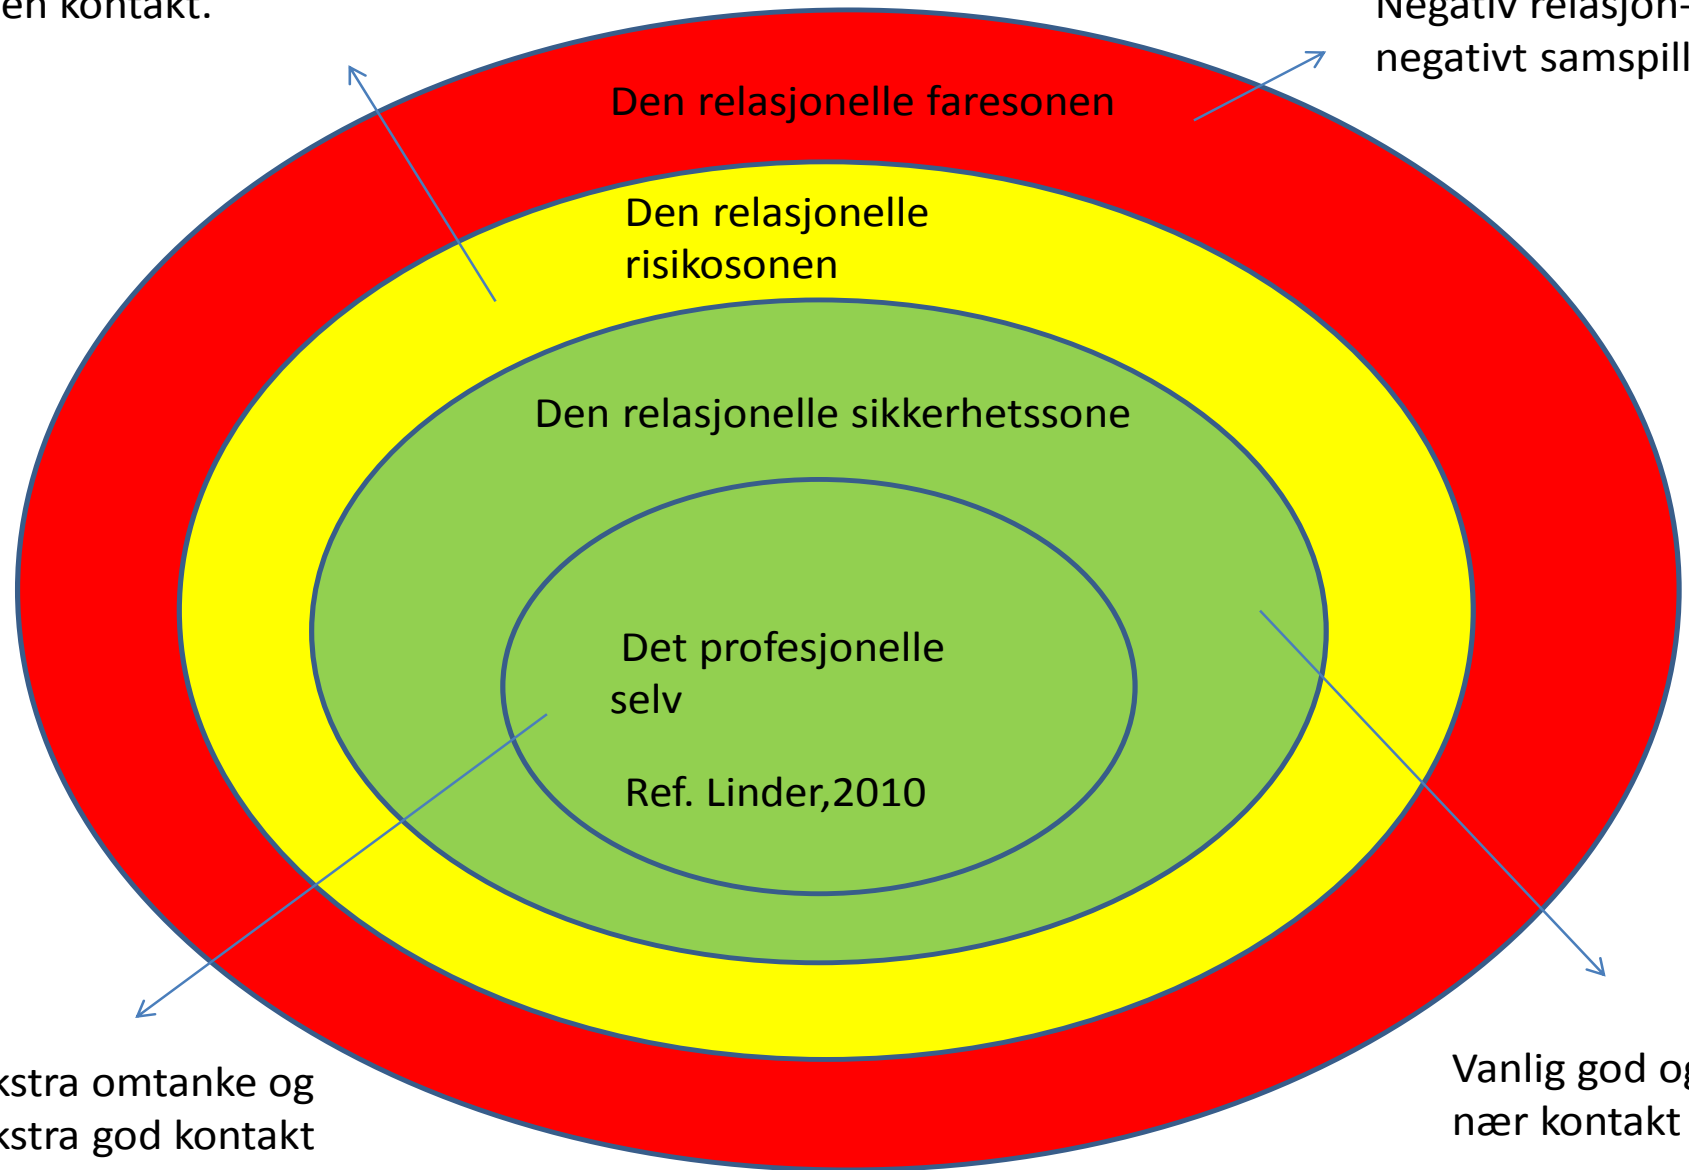 en kontakt.
Negativ relasjon-
negativt samspill
Den relasjonelle faresonen
Den relasjonelle
risikosonen
Den relasjonelle sikkerhetssone
Det profesjonelle
selv
Ref. Linder,2010
kstra omtanke og
kstra god kontakt
Vanlig god og
nær kontakt